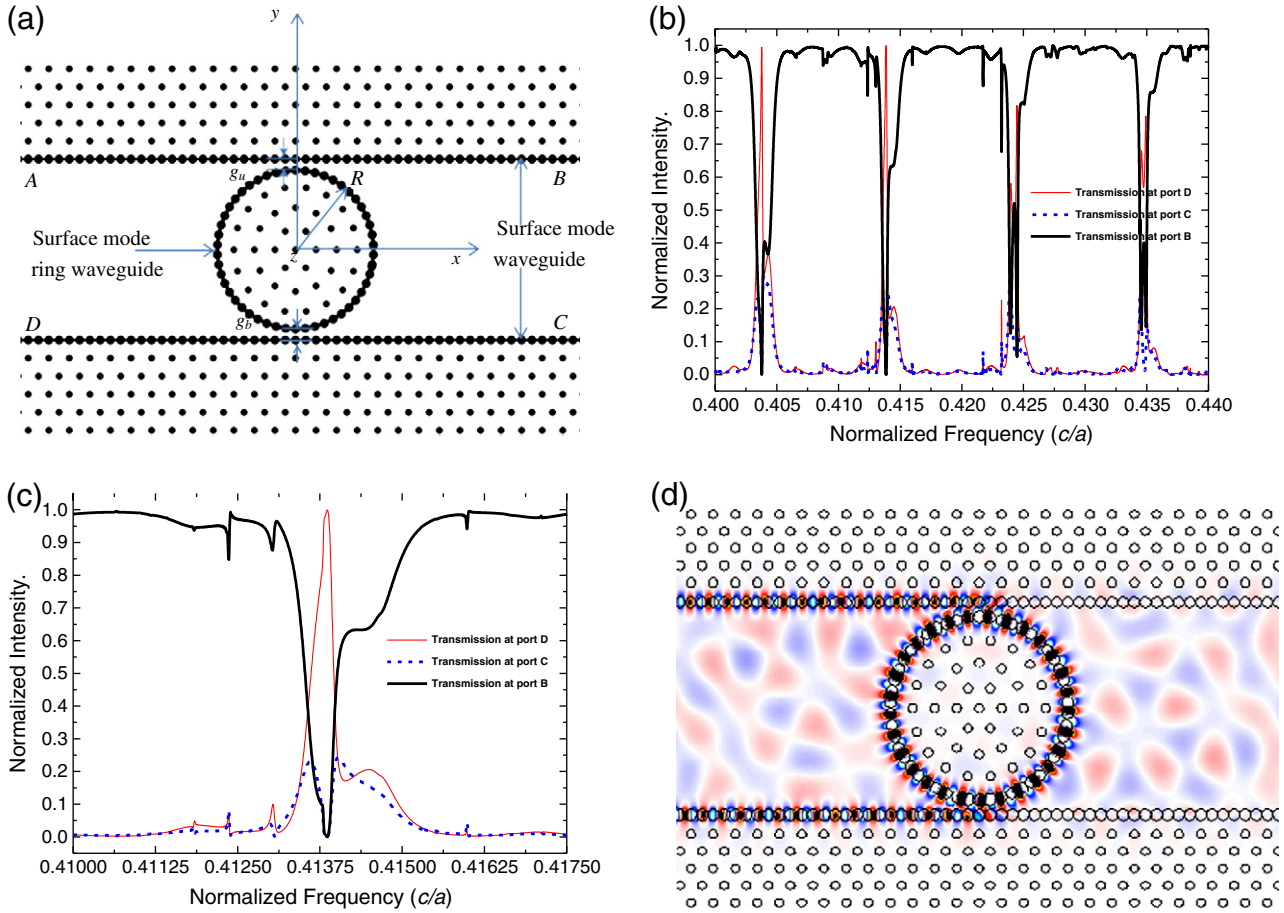 (a)
y
A
g_u
R
B
Surface mode
ring waveguide
z
x
Surface mode
waveguide
D
g_b
C
(b)
Normalized Intensity.
1.0
0.9
0.8
0.7
0.6
0.5
0.4
0.3
0.2
0.1
0.0
Transmission at port D
Transmission at port C
Transmission at port B
0.400 0.405 0.410 0.415 0.420 0.425 0.430 0.435 0.440
Normalized Frequency (c/a)
(c)
Normalized Intensity.
1.0
0.9
0.8
0.7
0.6
0.5
0.4
0.3
0.2
0.1
0.0
Transmission at port D
Transmission at port C
Transmission at port B
0.41000 0.41125 0.41250 0.41375 0.41500 0.41625 0.41750
Normalized Frequency (c/a)
(d)